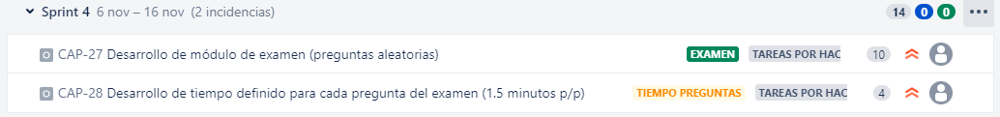 Sprint 4 6 nov – 16 nov (2 incidencias) 14 0 0
CAP-27 Desarrollo de módulo de examen (preguntas aleatorias) EXAMEN TAREAS POR HAC 10
CAP-28 Desarrollo de tiempo definido para cada pregunta del examen (1.5 minutos p/p) TIEMPO PREGUNTAS TAREAS POR HAC 4